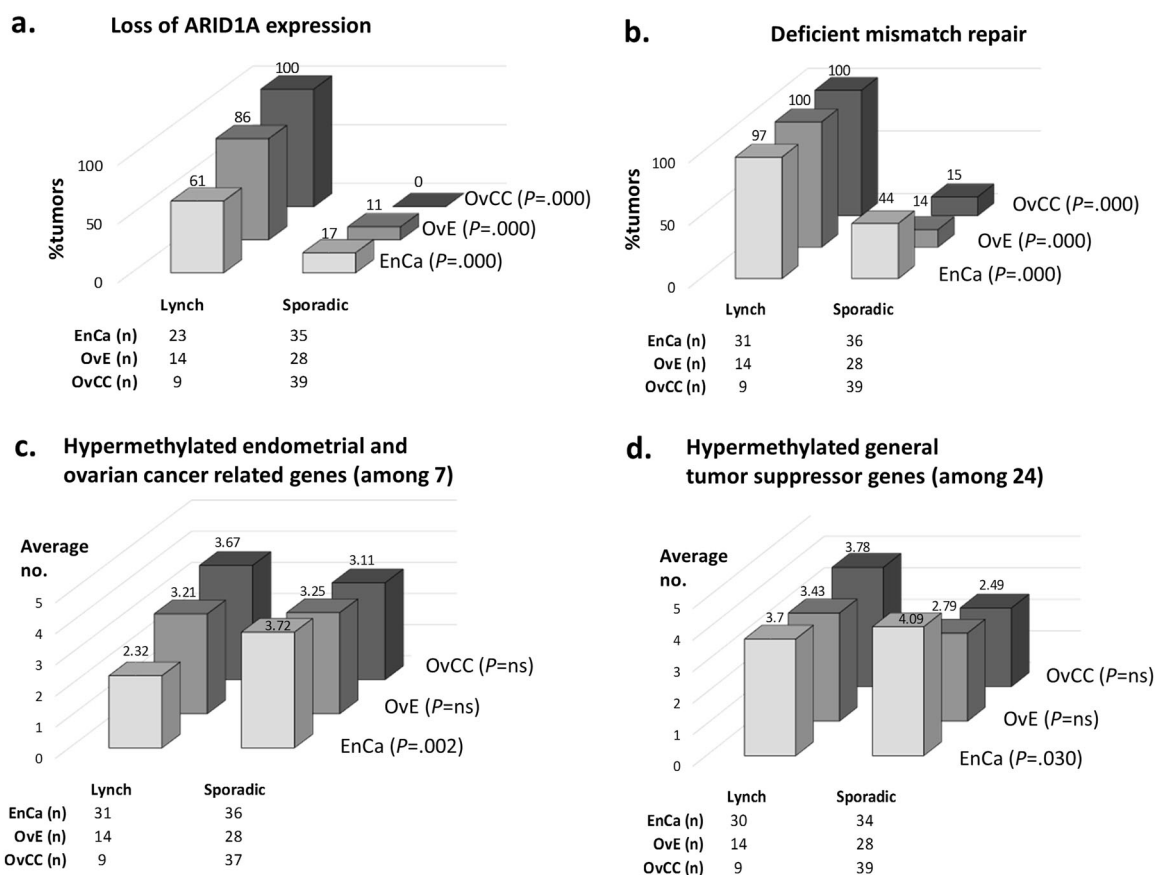 a. Loss of ARID1A expression
100
86
61
0
11
17
100
50
0
%tumors
OvCC (P=.000)
OvE (P=.000)
EnCa (P=.000)
Lynch Sporadic
EnCa (n) 23 35
OvE (n) 14 28
OvCC (n) 9 39
b. Deficient mismatch repair
100
100
97
15
14
44
100
50
0
%tumors
OvCC (P=.000)
OvE (P=.000)
EnCa (P=.000)
Lynch Sporadic
EnCa (n) 31 36
OvE (n) 14 28
OvCC (n) 9 39
c. Hypermethylated endometrial and
ovarian cancer related genes (among 7)
Average
no.
3.67
3.21
2.32
3.11
3.25
3.72
5
4
3
2
1
0
OvCC (P=ns)
OvE (P=ns)
EnCa (P=.002)
Lynch Sporadic
EnCa (n) 31 36
OvE (n) 14 28
OvCC (n) 9 37
d. Hypermethylated general
tumor suppressor genes (among 24)
Average
no.
3.78
3.43
3.7
2.49
2.79
4.09
5
4
3
2
1
0
OvCC (P=ns)
OvE (P=ns)
EnCa (P=.030)
Lynch Sporadic
EnCa (n) 30 34
OvE (n) 14 28
OvCC (n) 9 39